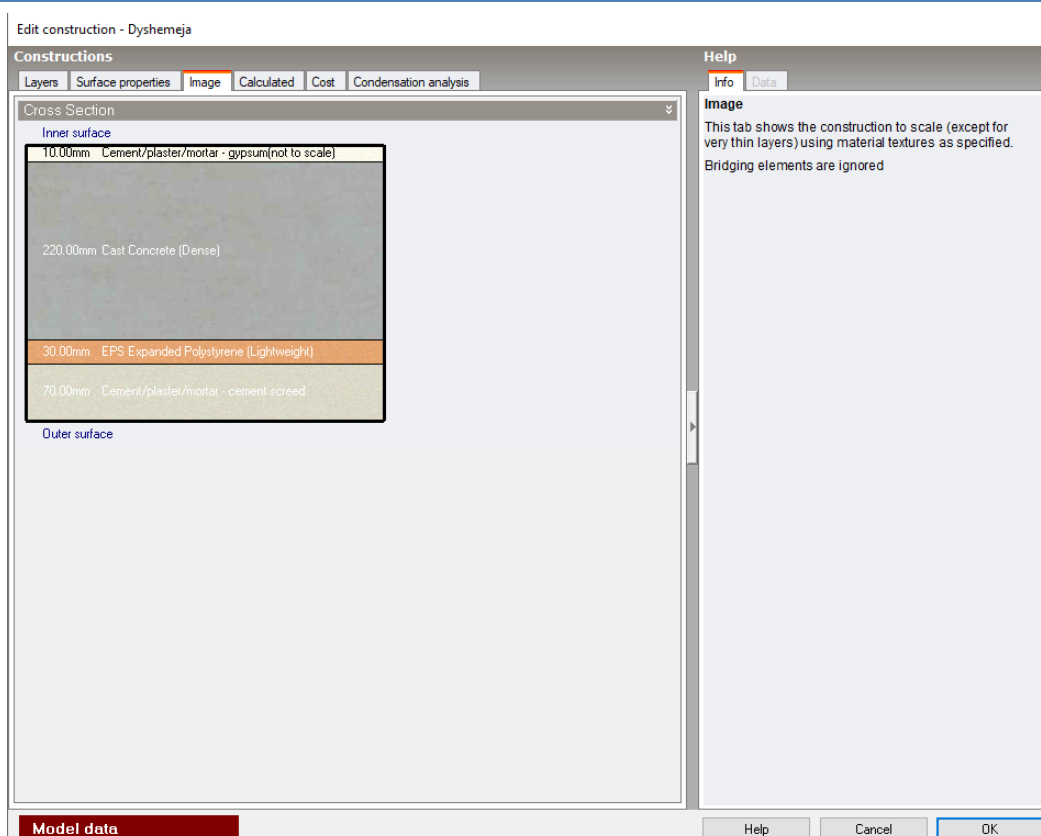 Edit construction - Dyshemeja
Constructions
Layers Surface properties Image Calculated Cost Condensation analysis
Cross Section
Inner surface
10.00mm Cement/plaster/mortar - gypsum(not to scale)
220.00mm Cast Concrete (Dense)
30.00mm EPS Expanded Polystyrene (Lightweight)
70.00mm Cement/plaster/mortar - cement screed
Outer surface
Help
Info Data
Image
This tab shows the construction to scale (except for
very thin layers) using material textures as specified.
Bridging elements are ignored
Model data
Help Cancel OK